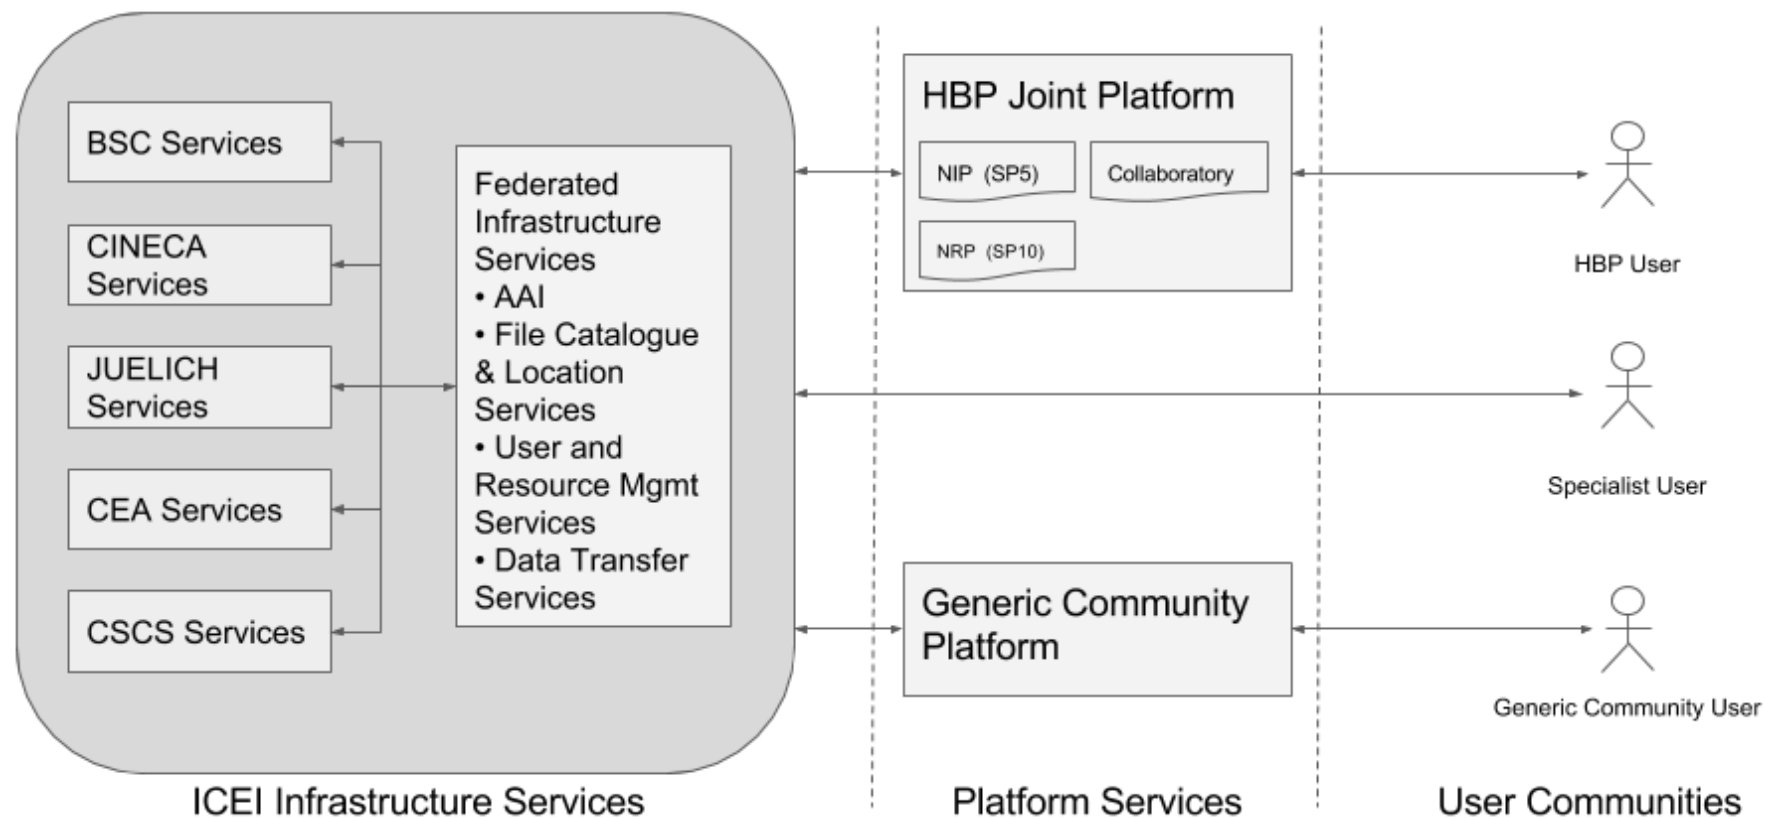 BSC Services
CINECA
Services
JUELICH
Services
CEA Services
CSCS Services
Federated
Infrastructure
Services
• AAI
• File Catalogue
& Location
Services
• User and
Resource Mgmt
Services
• Data Transfer
Services
ICEI Infrastructure Services
HBP Joint Platform
NIP (SP5)
Collaboratory
NRP (SP10)
Generic Community
Platform
Platform Services
HBP User
Specialist User
Generic Community User
User Communities